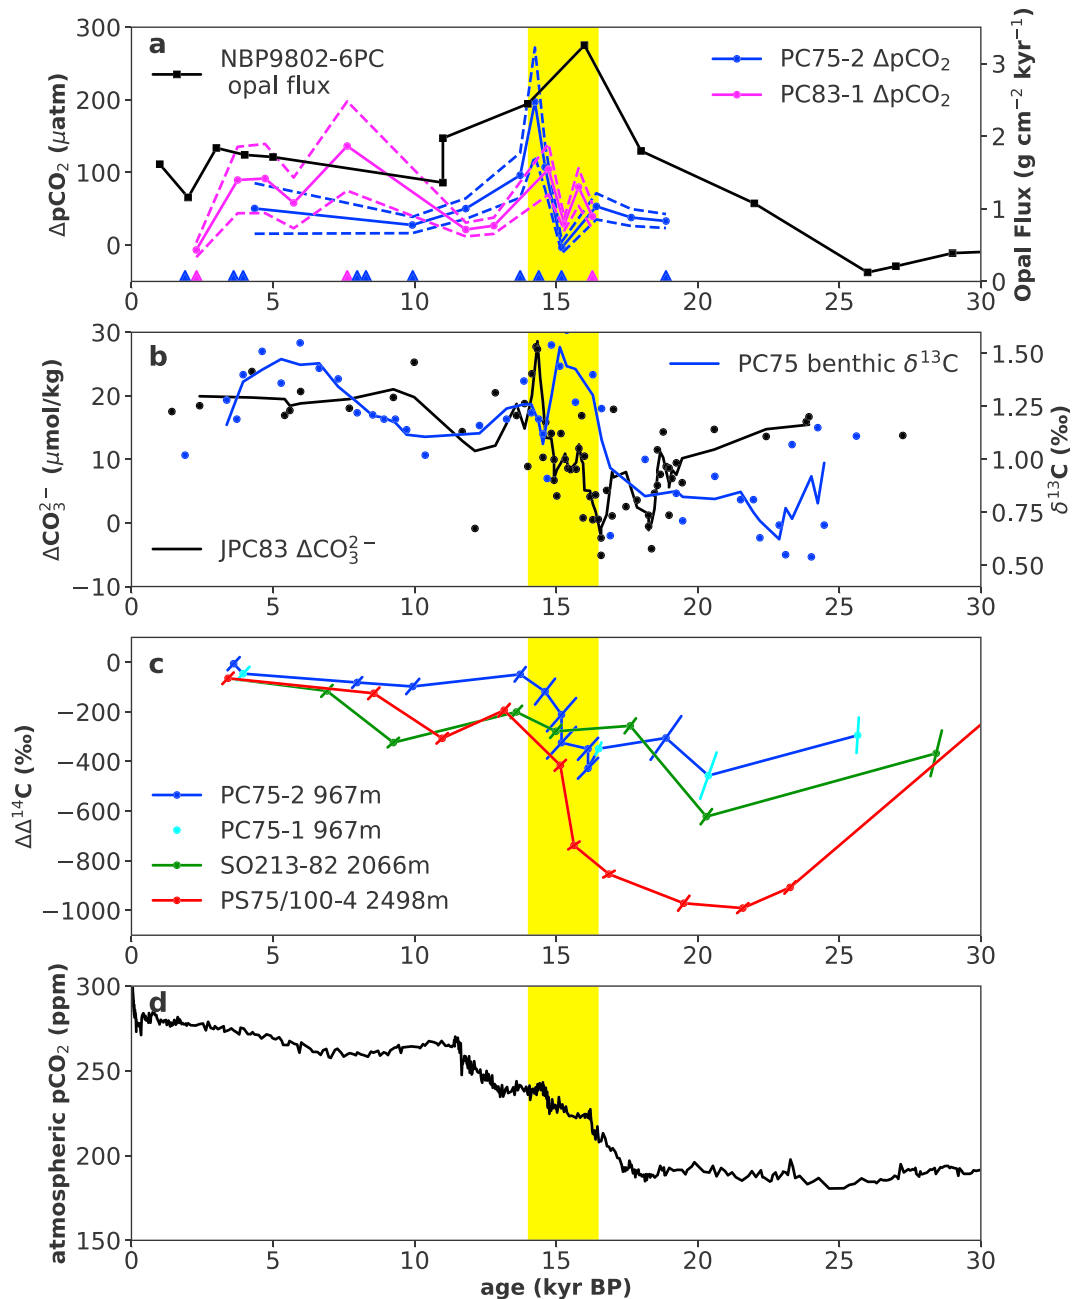 a
NBP9802-6PC
opal flux
PC75-2 ΔpCO₂
PC83-1 ΔpCO₂
300
200
100
0
ΔpCO₂ (μatm)
3
2
1
0
Opal Flux (g cm⁻² kyr⁻¹)
0 5 10 15 20 25 30
b
PC75 benthic δ¹³C
JPC83 ΔCO₃²⁻
30
20
10
0
−10
ΔCO₃²⁻ (μmol/kg)
1.50
1.25
1.00
0.75
0.50
δ¹³C (‰)
0 5 10 15 20 25 30
c
PC75-2 967m
PC75-1 967m
SO213-82 2066m
PS75/100-4 2498m
0
−200
−400
−600
−800
−1000
ΔΔ¹⁴C (‰)
0 5 10 15 20 25 30
d
300
250
200
150
atmospheric pCO₂ (ppm)
0 5 10 15 20 25 30
age (kyr BP)